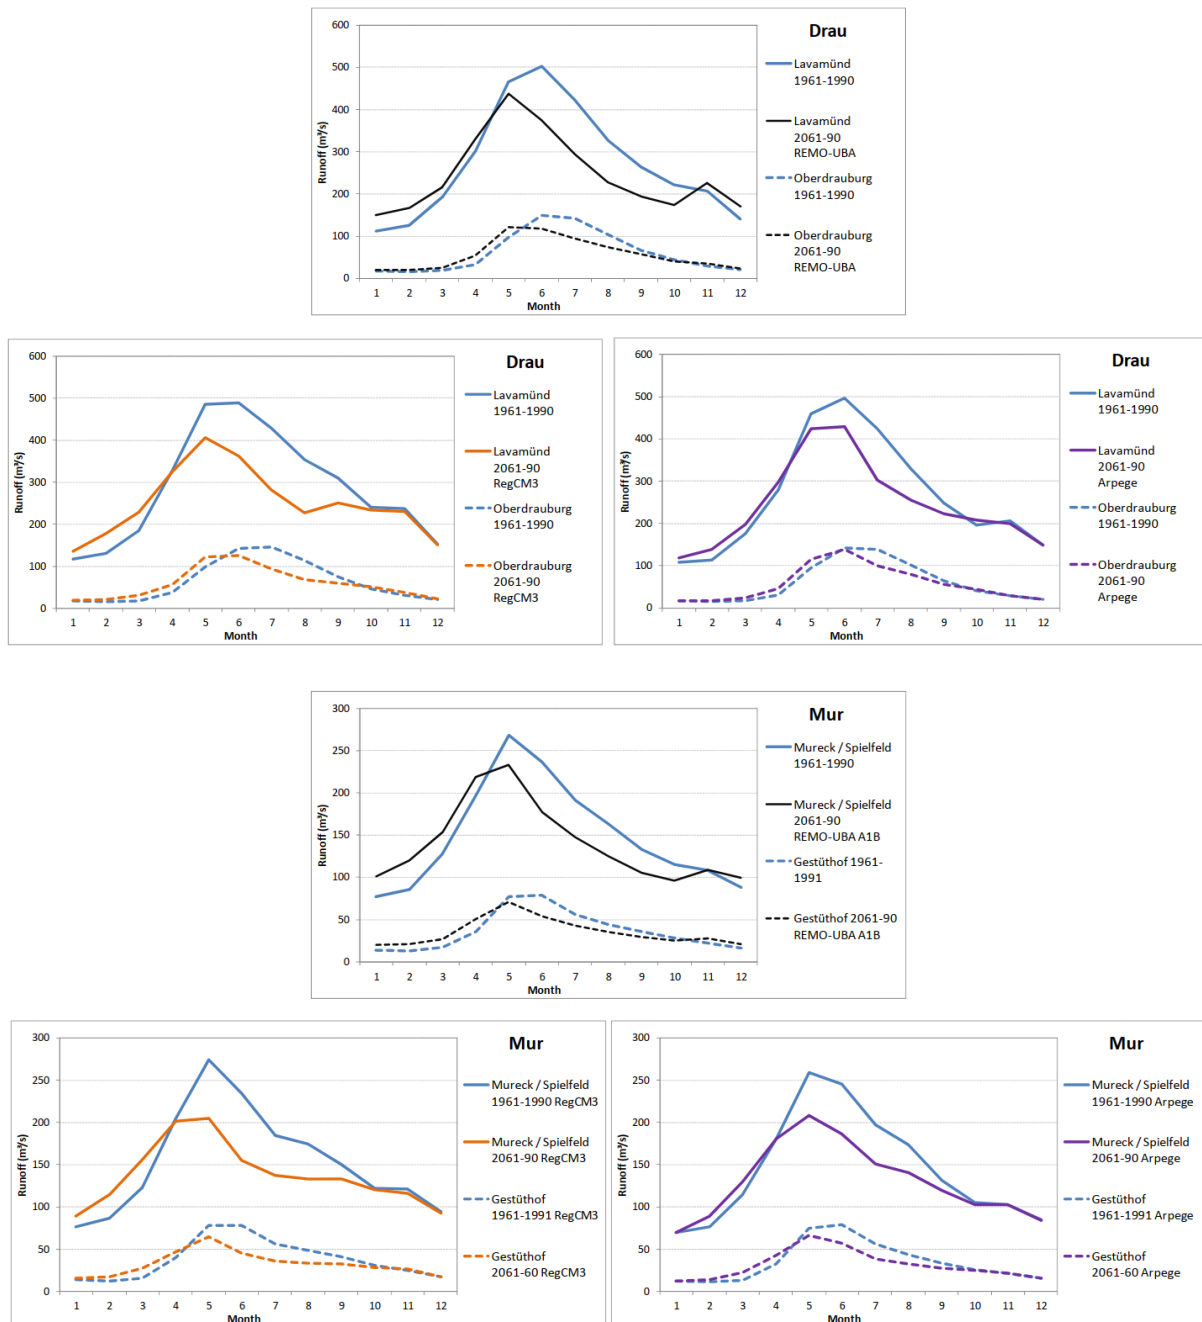 Drau
600
500
400
300
200
100
0
Runoff (m³/s)
1 2 3 4 5 6 7 8 9 10 11 12
Month
Lavamünd
1961-1990
Lavamünd
2061-90
REMO-UBA
Oberdrauburg
1961-1990
Oberdrauburg
2061-90
REMO-UBA
Drau
600
500
400
300
200
100
0
Runoff (m³/s)
1 2 3 4 5 6 7 8 9 10 11 12
Month
Lavamünd
1961-1990
Lavamünd
2061-90
RegCM3
Oberdrauburg
1961-1990
Oberdrauburg
2061-90
RegCM3
Drau
600
500
400
300
200
100
0
Runoff (m³/s)
1 2 3 4 5 6 7 8 9 10 11 12
Month
Lavamünd
1961-1990
Lavamünd
2061-90
Arpege
Oberdrauburg
1961-1990
Oberdrauburg
2061-90
Arpege
Mur
300
250
200
150
100
50
0
Runoff (m³/s)
1 2 3 4 5 6 7 8 9 10 11 12
Month
Mureck / Spielfeld
1961-1990
Mureck / Spielfeld
2061-90
REMO-UBA A1B
Gestüthof 1961-
1991
Gestüthof 2061-90
REMO-UBA A1B
Mur
300
250
200
150
100
50
0
Runoff (m³/s)
1 2 3 4 5 6 7 8 9 10 11 12
Month
Mureck / Spielfeld
1961-1990 RegCM3
Mureck / Spielfeld
2061-90 RegCM3
Gestüthof
1961-1991 RegCM3
Gestüthof
2061-60 RegCM3
Mur
300
250
200
150
100
50
0
Runoff (m³/s)
1 2 3 4 5 6 7 8 9 10 11 12
Month
Mureck / Spielfeld
1961-1990 Arpege
Mureck / Spielfeld
2061-90 Arpege
Gestüthof
1961-1991 Arpege
Gestüthof
2061-60 Arpege